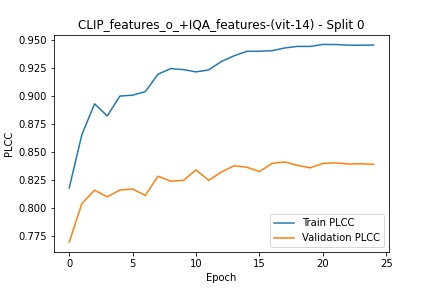 CLIP_features_o_+IQA_features-(vit-14) - Split 0
0.950
0.925
0.900
0.875
0.850
0.825
0.800
0.775
PLCC
Train PLCC
Validation PLCC
0 5 10 15 20 25
Epoch